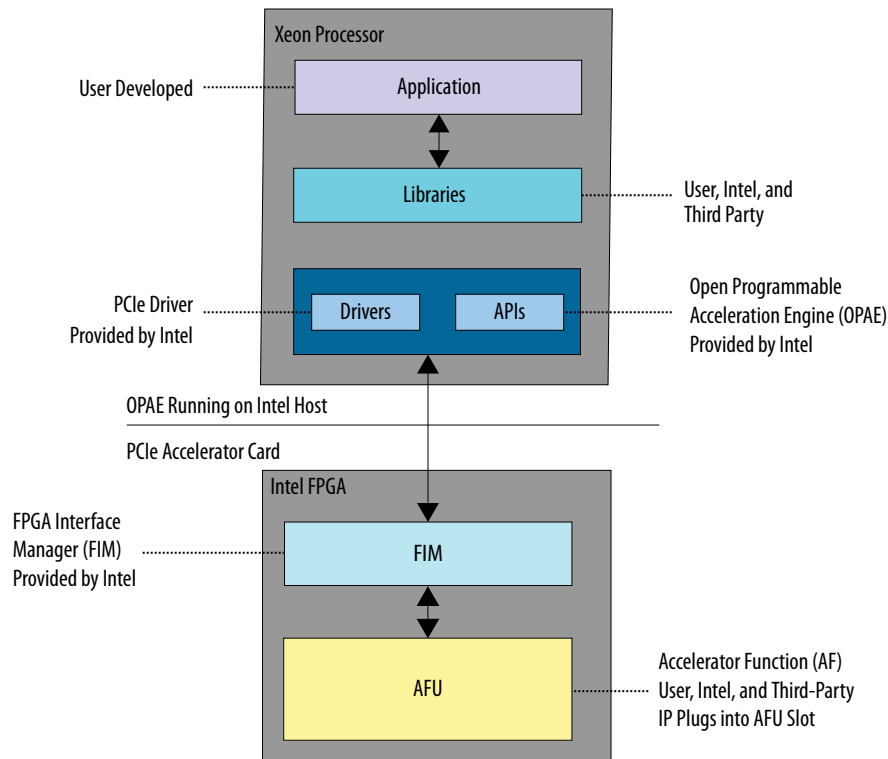 Xeon Processor
User Developed
Application
Libraries
User, Intel, and
Third Party
PCIe Driver
Provided by Intel
Drivers
APIs
Open Programmable
Acceleration Engine (OPAE)
Provided by Intel
OPAE Running on Intel Host
PCIe Accelerator Card
Intel FPGA
FPGA Interface
Manager (FIM)
Provided by Intel
FIM
AFU
Accelerator Function (AF)
User, Intel, and Third-Party
IP Plugs into AFU Slot